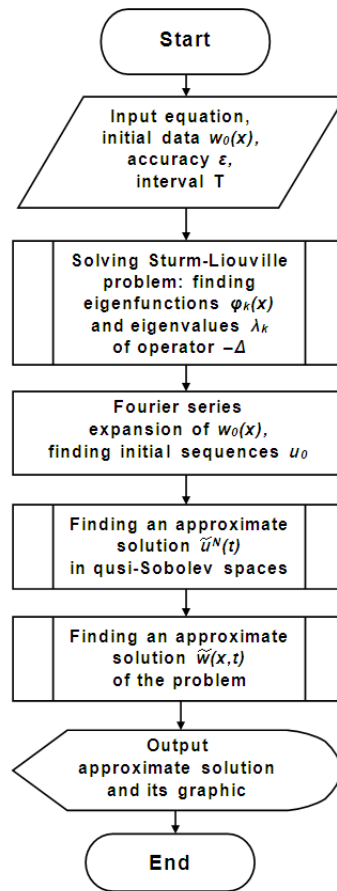 Start
Input equation,
initial data w₀(x),
accuracy ε,
interval T
Solving Sturm-Liouville
problem: finding
eigenfunctions φₖ(x)
and eigenvalues λₖ
of operator –Δ
Fourier series
expansion of w₀(x),
finding initial sequences u₀
Finding an approximate
solution ũᴺ(t)
in qusi-Sobolev spaces
Finding an approximate
solution w̃(x,t)
of the problem
Output
approximate solution
and its graphic
End